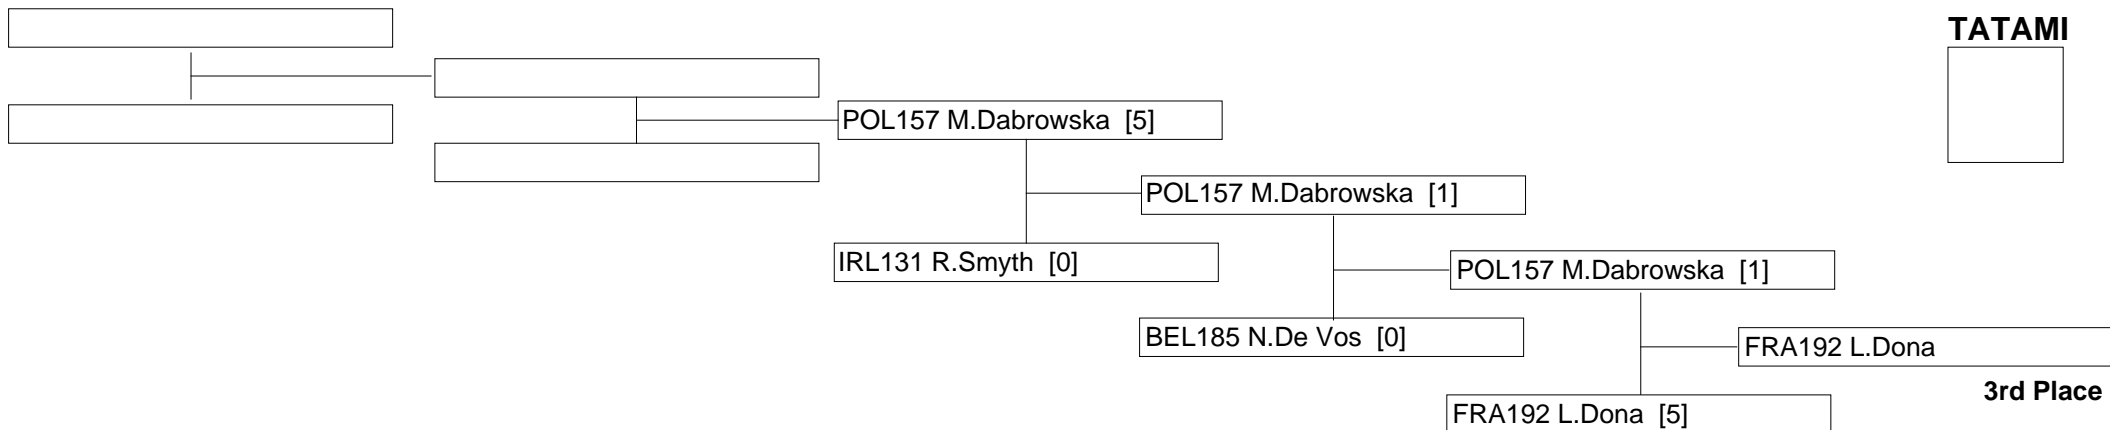 TATAMI
POL157 M.Dabrowska [5]
POL157 M.Dabrowska [1]
IRL131 R.Smyth [0]
POL157 M.Dabrowska [1]
BEL185 N.De Vos [0]
FRA192 L.Dona
3rd Place
FRA192 L.Dona [5]